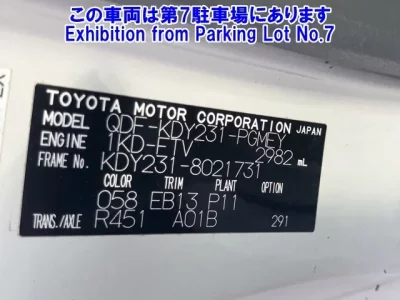 この車両は第7駐車場にあります
Exhibition from Parking Lot No.7
TOYOTA MOTOR CORPORATION JAPAN
MODEL QDF-KDY231-PGMEY
ENGINE 1KD-FTV 2982 mL
FRAME No. KDY231-8021731
COLOR TRIM PLANT OPTION
058 EB13 P11
TRANS./AXLE R451 A01B 291